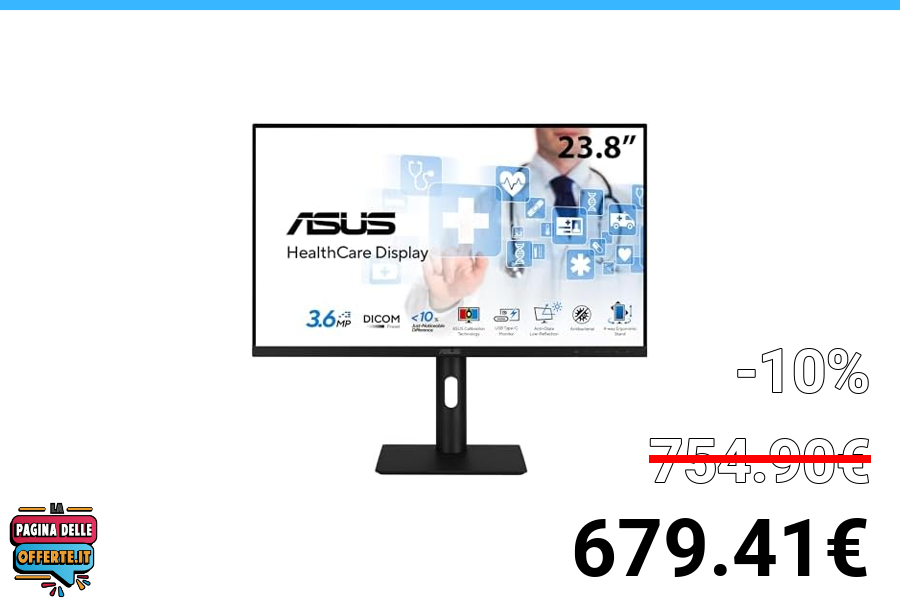 23.8”
ASUS
HealthCare Display
3.6MP
DICOM
Preset
<10%
Just-Noticeable
Difference
ASUS Calibration
Technology
USB Type-C
Monitor
Anti-Glare
Low-Reflection
Antibacterial
4-way Ergonomic
Stand
ASUS
-10%
754.90€
679.41€
LA
PAGINA DELLE
OFFERTE.IT